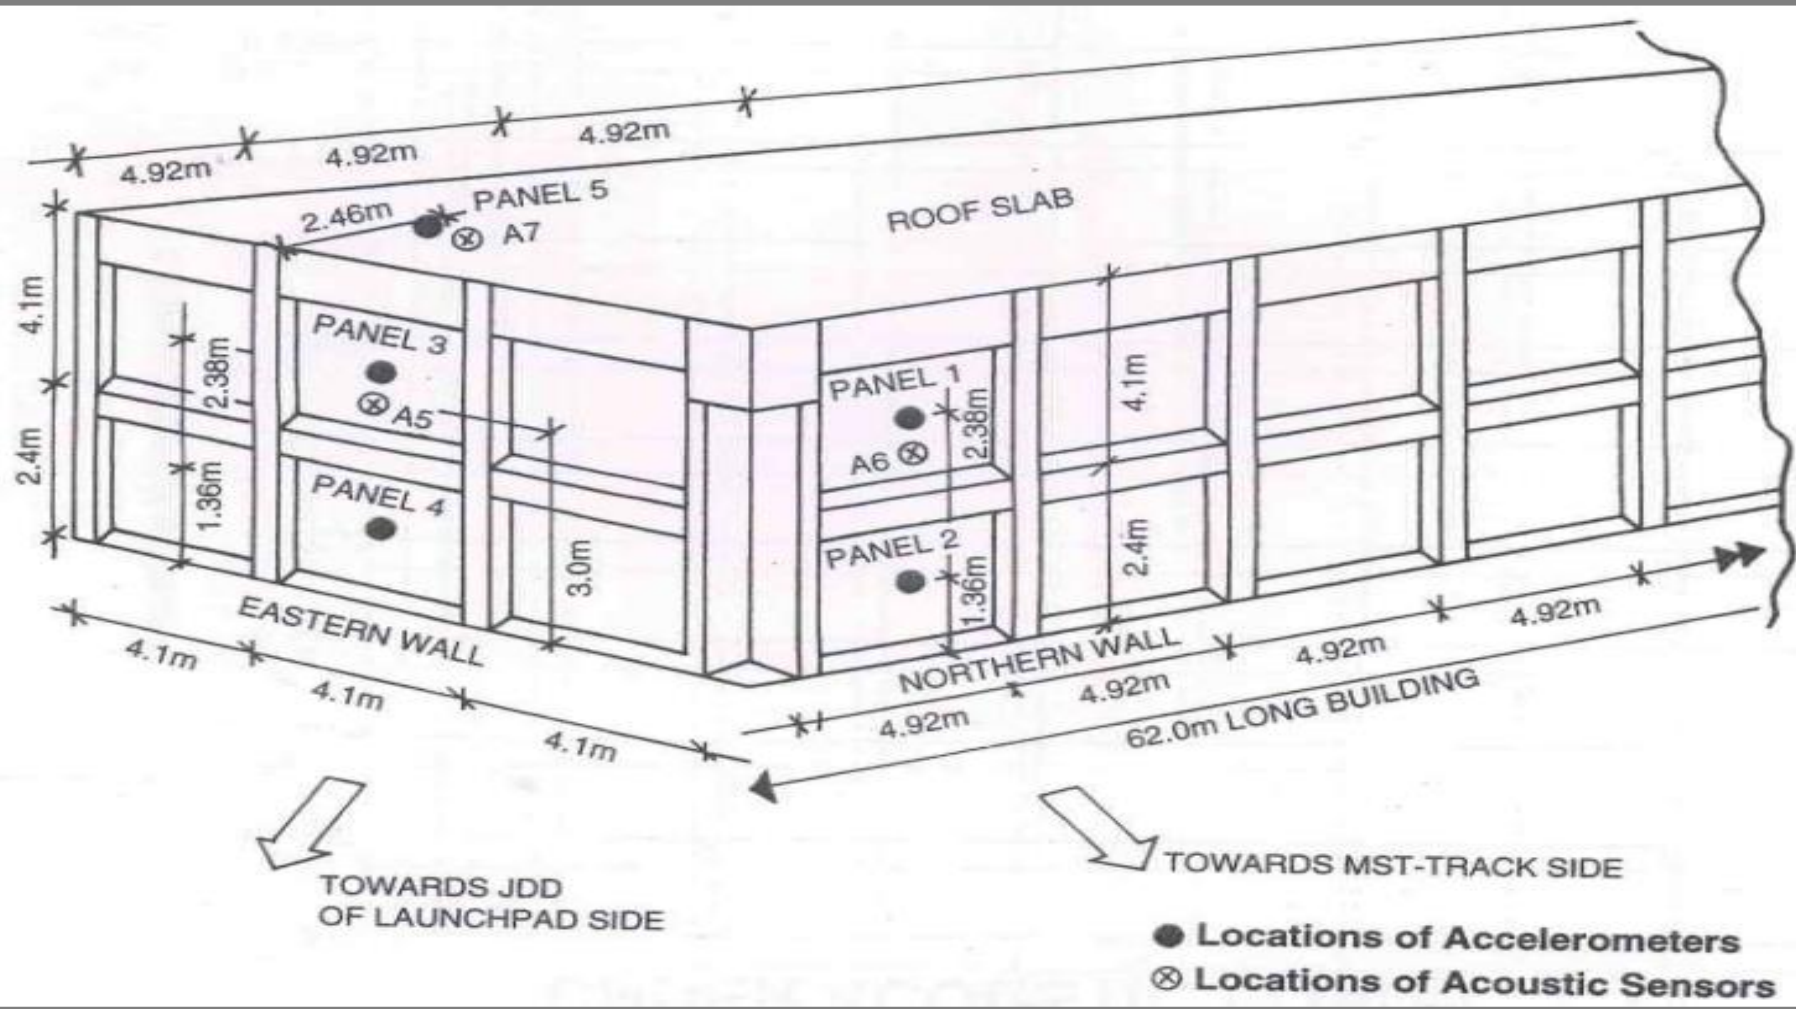 4.92m
4.92m
4.92m
2.46m
PANEL 5
A7
ROOF SLAB
4.1m
2.4m
2.38m
1.36m
PANEL 3
A5
PANEL 4
3.0m
PANEL 1
A6
2.38m
PANEL 2
1.36m
4.1m
2.4m
EASTERN WALL
NORTHERN WALL
4.1m
4.1m
4.1m
4.92m
4.92m
4.92m
4.92m
62.0m LONG BUILDING
TOWARDS JDD
OF LAUNCHPAD SIDE
TOWARDS MST-TRACK SIDE
Locations of Accelerometers
Locations of Acoustic Sensors